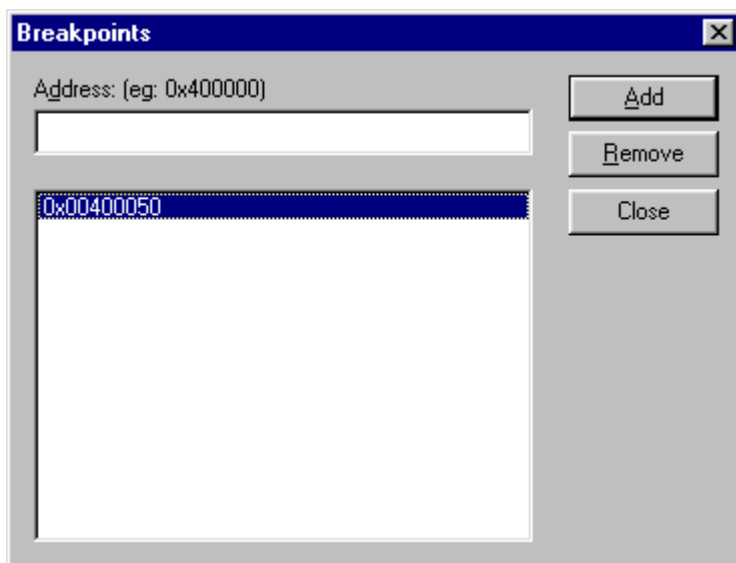 Breakpoints
Address: (eg: 0x400000)
Add
Remove
0x00400050
Close